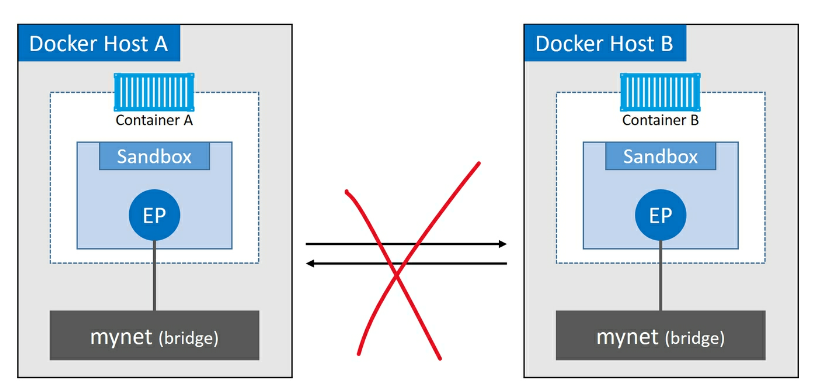 Docker Host A
Container A
Sandbox
EP
mynet (bridge)
Docker Host B
Container B
Sandbox
EP
mynet (bridge)